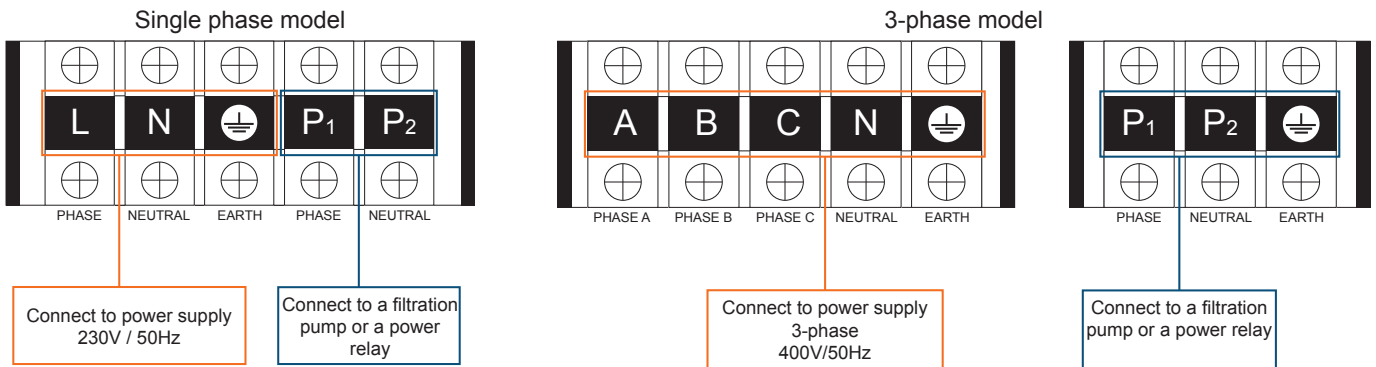 Single phase model
L N P1 P2
PHASE NEUTRAL EARTH PHASE NEUTRAL
Connect to power supply
230V / 50Hz
Connect to a filtration
pump or a power
relay
3-phase model
A B C N
PHASE A PHASE B PHASE C NEUTRAL EARTH
Connect to power supply
3-phase
400V/50Hz
P1 P2
PHASE NEUTRAL EARTH
Connect to a filtration
pump or a power relay